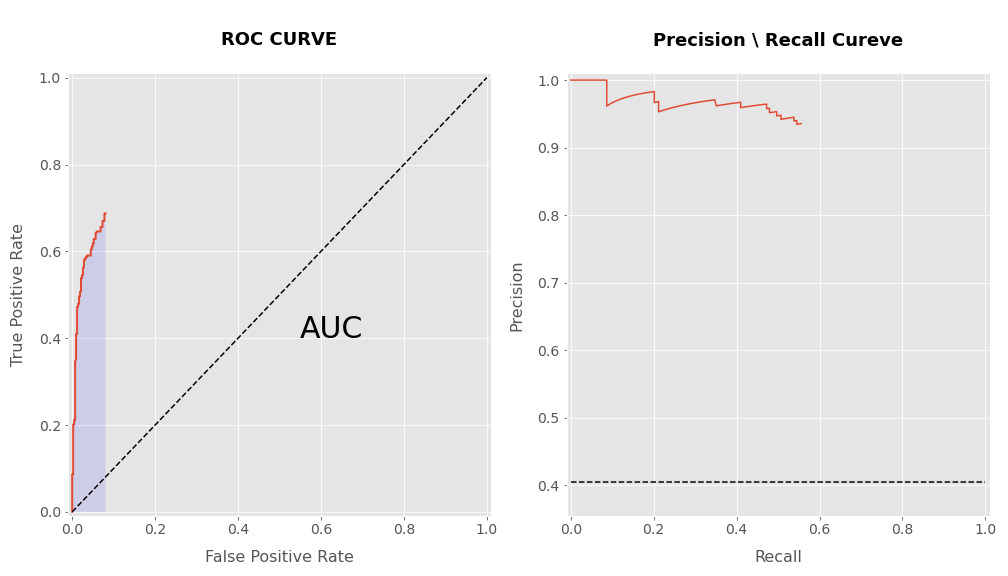 ROC CURVE
1.0
0.8
0.6
0.4
0.2
0.0
True Positive Rate
AUC
0.0 0.2 0.4 0.6 0.8 1.0
False Positive Rate
Precision \ Recall Cureve
1.0
0.9
0.8
0.7
0.6
0.5
0.4
Precision
0.0 0.2 0.4 0.6 0.8 1.0
Recall